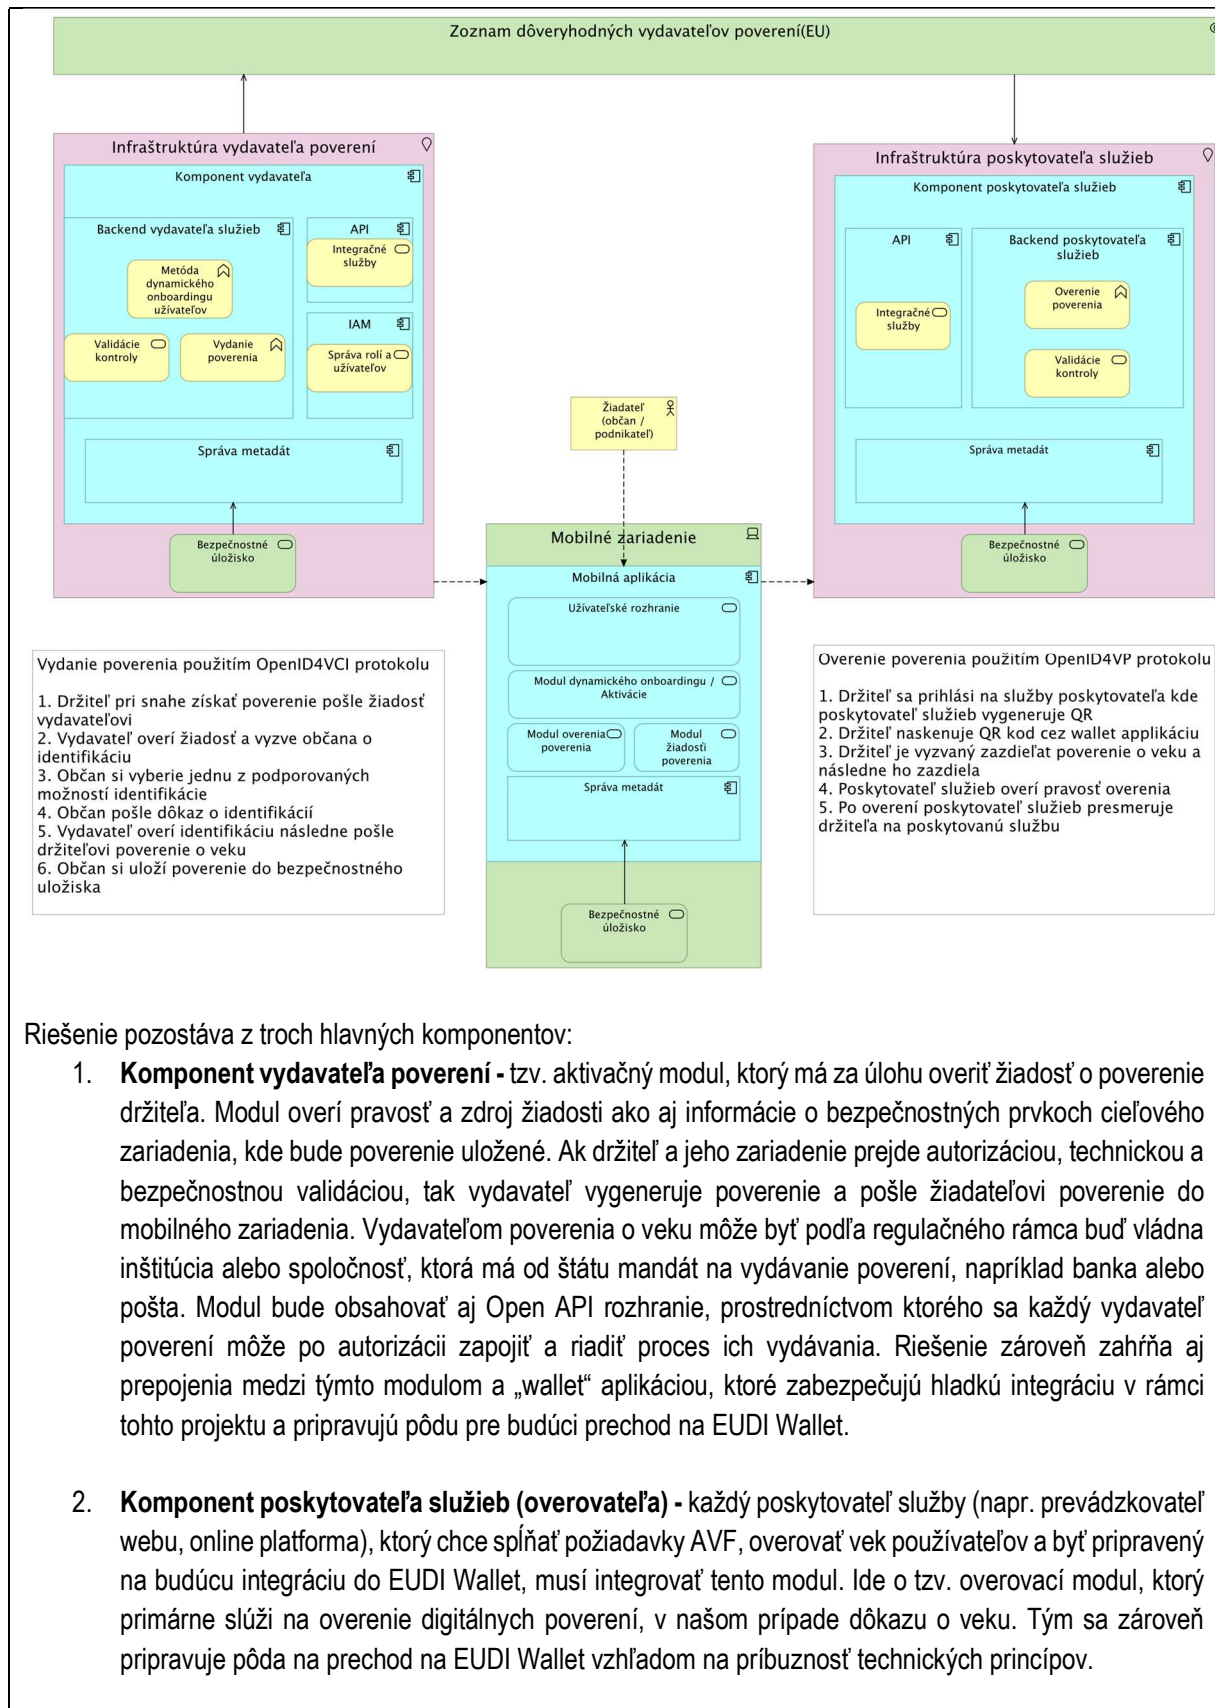 Zoznam dôveryhodných vydavateľov poverení(EU)
Infraštruktúra vydavateľa poverení
Komponent vydavateľa
Backend vydavateľa služieb
Metóda
dynamického
onboardingu
užívateľov
Validácie
kontroly
Vydanie
poverenia
API
Integračné
služby
IAM
Správa rolí a
užívateľov
Správa metadát
Bezpečnostné
úložisko
Infraštruktúra poskytovateľa služieb
Komponent poskytovateľa služieb
API
Integračné
služby
Backend poskytovateľa
služieb
Overenie
poverenia
Validácie
kontroly
Správa metadát
Bezpečnostné
úložisko
Žiadateľ
(občan /
podnikateľ)
Mobilné zariadenie
Mobilná aplikácia
Užívateľské rozhranie
Modul dynamického onboardingu /
Aktivácie
Modul overenia
poverenia
Modul
žiadosti
poverenia
Správa metadát
Bezpečnostné
úložisko
Vydanie poverenia použitím OpenID4VCI protokolu
1. Držiteľ pri snahe získať poverenie pošle žiadosť
vydavateľovi
2. Vydavateľ overí žiadosť a vyzve občana o
identifikáciu
3. Občan si vyberie jednu z podporovaných
možností identifikácie
4. Občan pošle dôkaz o identifikácií
5. Vydavateľ overí identifikáciu následne pošle
držiteľovi poverenie o veku
6. Občan si uloží poverenie do bezpečnostného
uložiska
Overenie poverenia použitím OpenID4VP protokolu
1. Držiteľ sa prihlási na služby poskytovateľa kde
poskytovateľ služieb vygeneruje QR
2. Držiteľ naskenuje QR kod cez wallet applikáciu
3. Držiteľ je vyzvaný zazdieľat poverenie o veku a
následne ho zazdiela
4. Poskytovateľ služieb overí pravosť overenia
5. Po overení poskytovateľ služieb presmeruje
držiteľa na poskytovanú službu
Riešenie pozostáva z troch hlavných komponentov:
1. Komponent vydavateľa poverení - tzv. aktivačný modul, ktorý má za úlohu overiť žiadosť o poverenie
držiteľa. Modul overí pravosť a zdroj žiadosti ako aj informácie o bezpečnostných prvkoch cieľového
zariadenia, kde bude poverenie uložené. Ak držiteľ a jeho zariadenie prejde autorizáciou, technickou a
bezpečnostnou validáciou, tak vydavateľ vygeneruje poverenie a pošle žiadateľovi poverenie do
mobilného zariadenia. Vydavateľom poverenia o veku môže byť podľa regulačného rámca buď vládna
inštitúcia alebo spoločnosť, ktorá má od štátu mandát na vydávanie poverení, napríklad banka alebo
pošta. Modul bude obsahovať aj Open API rozhranie, prostredníctvom ktorého sa každý vydavateľ
poverení môže po autorizácii zapojiť a riadiť proces ich vydávania. Riešenie zároveň zahŕňa aj
prepojenia medzi týmto modulom a „wallet“ aplikáciou, ktoré zabezpečujú hladkú integráciu v rámci
tohto projektu a pripravujú pôdu pre budúci prechod na EUDI Wallet.
2. Komponent poskytovateľa služieb (overovateľa) - každý poskytovateľ služby (napr. prevádzkovateľ
webu, online platforma), ktorý chce spĺňať požiadavky AVF, overovať vek používateľov a byť pripravený
na budúcu integráciu do EUDI Wallet, musí integrovať tento modul. Ide o tzv. overovací modul, ktorý
primárne slúži na overenie digitálnych poverení, v našom prípade dôkazu o veku. Tým sa zároveň
pripravuje pôda na prechod na EUDI Wallet vzhľadom na príbuznosť technických princípov.